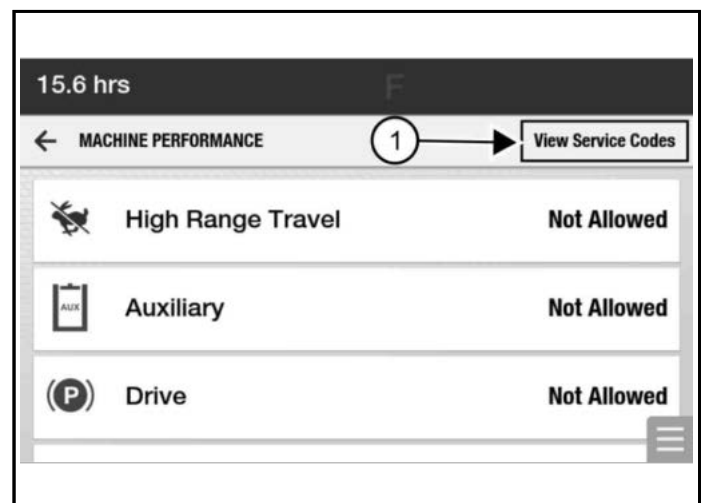 15.6 hrs
F
← MACHINE PERFORMANCE 1 View Service Codes
High Range Travel Not Allowed
AUX Auxiliary Not Allowed
(P) Drive Not Allowed